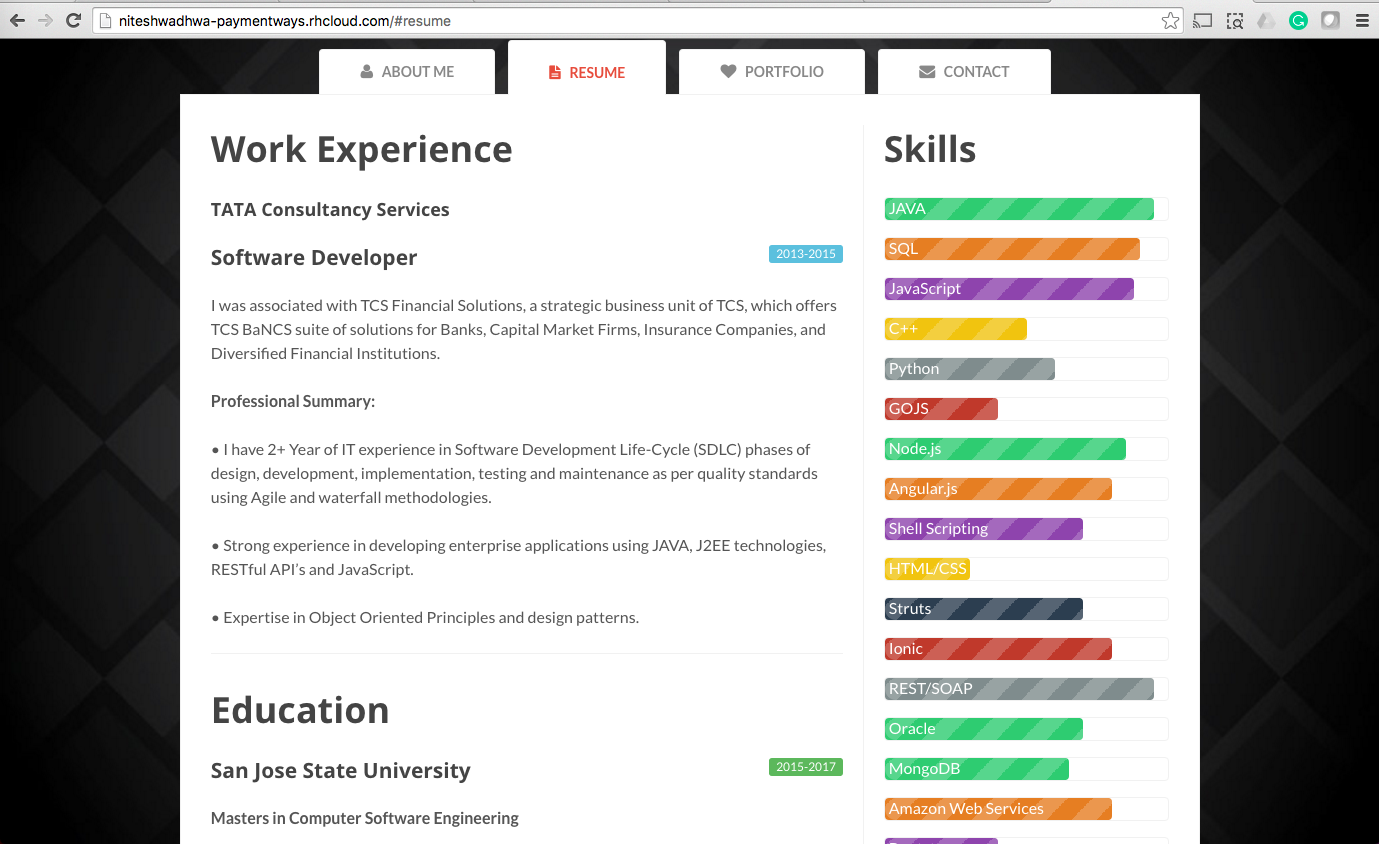 niteshwadhwa-paymentways.rhcloud.com/#resume
ABOUT ME
RESUME
PORTFOLIO
CONTACT
Work Experience
TATA Consultancy Services
Software Developer
2013-2015
I was associated with TCS Financial Solutions, a strategic business unit of TCS, which offers
TCS BaNCS suite of solutions for Banks, Capital Market Firms, Insurance Companies, and
Diversified Financial Institutions.
Professional Summary:
• I have 2+ Year of IT experience in Software Development Life-Cycle (SDLC) phases of
design, development, implementation, testing and maintenance as per quality standards
using Agile and waterfall methodologies.
• Strong experience in developing enterprise applications using JAVA, J2EE technologies,
RESTful API’s and JavaScript.
• Expertise in Object Oriented Principles and design patterns.
Education
San Jose State University
2015-2017
Masters in Computer Software Engineering
Skills
JAVA
SQL
JavaScript
C++
Python
GOJS
Node.js
Angular.js
Shell Scripting
HTML/CSS
Struts
Ionic
REST/SOAP
Oracle
MongoDB
Amazon Web Services